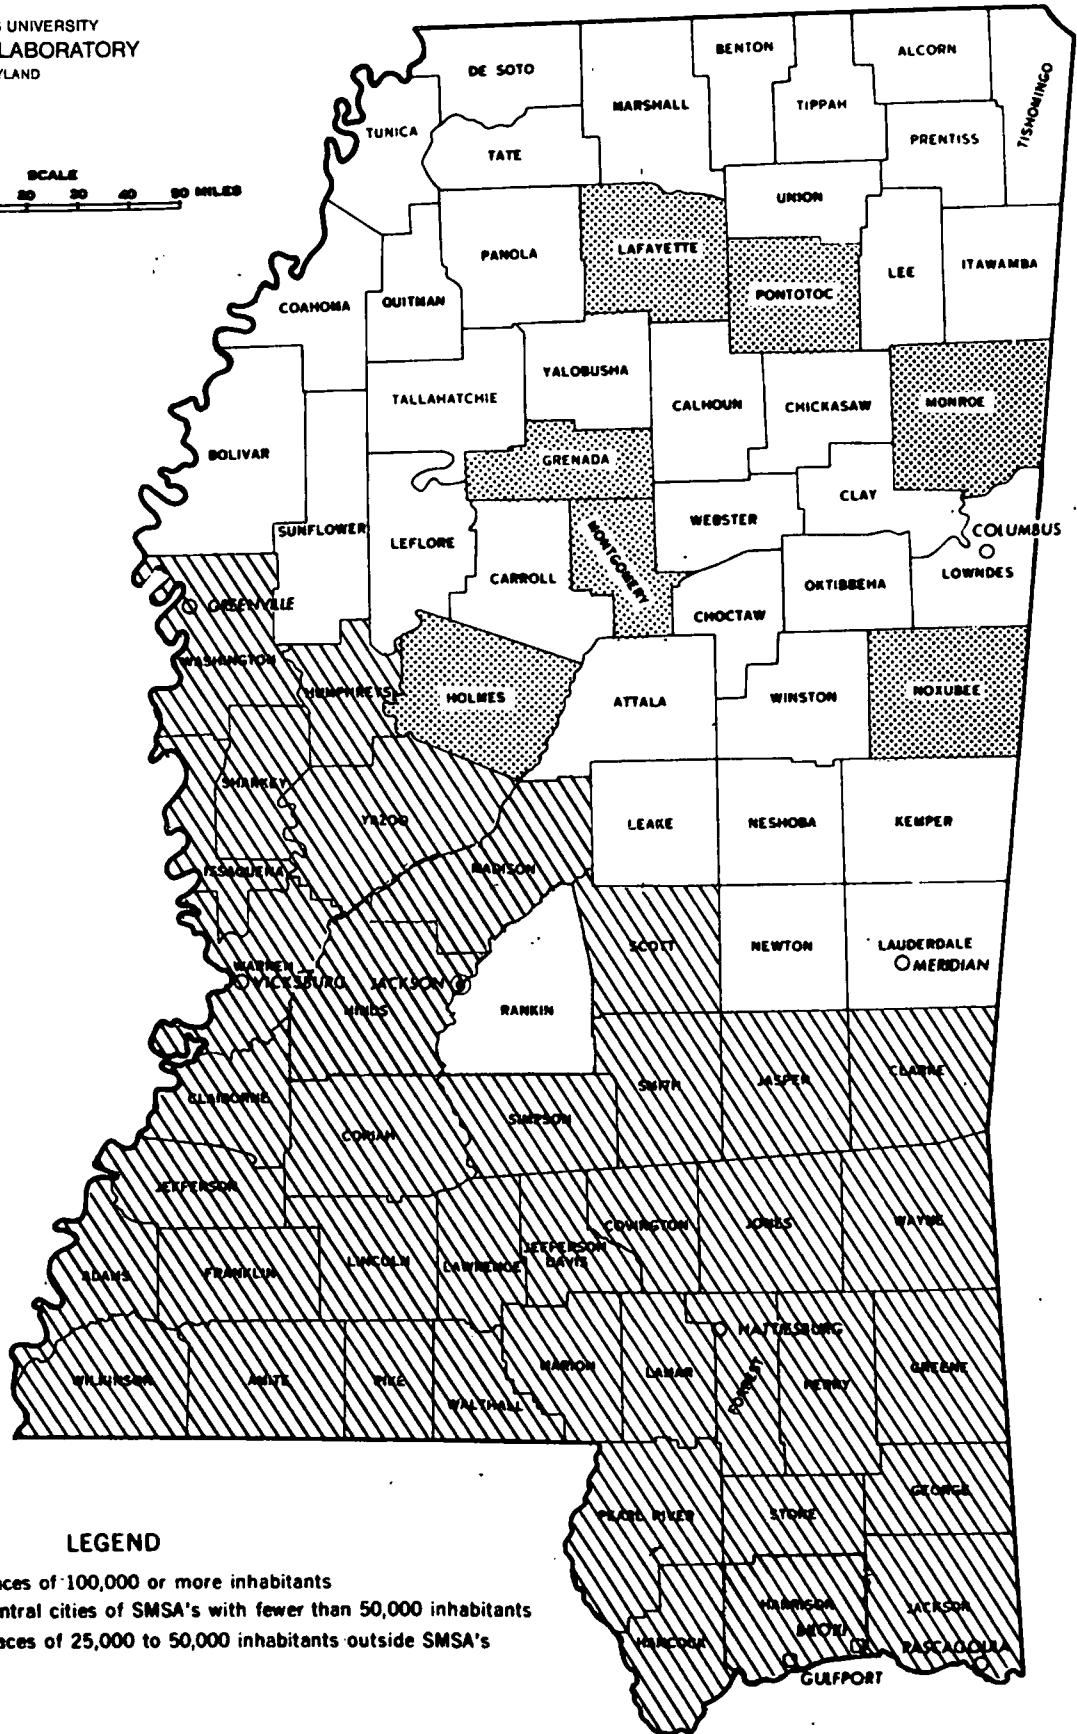 UNIVERSITY
LABORATORY
YLAND
SCALE
20 30 40 50 MILES
DE SOTO
BENTON
ALCORN
TISHOMINGO
MARSHALL
TIPPAH
TUNICA
PRENTISS
TATE
UNION
LAFAYETTE
PANOLA
LEE
ITAWAMBA
PONTOTOC
COAHOMA
QUITMAN
YALOBUSHA
TALLAHATCHIE
CALHOUN
CHICKASAW
MONROE
BOLIVAR
GRENADA
CLAY
SUNFLOWER
LEFLORE
WEBSTER
COLUMBUS
MONTGOMERY
CARROLL
OKTIBBEHA
LOWNDES
GREENVILLE
CHOCTAW
WASHINGTON
HUMPHREYS
HOLMES
ATTALA
WINSTON
NOXUBEE
SHARKEY
YAZOO
LEAKE
NESHOBA
KEMPER
ISSAQUENA
MADISON
SCOTT
NEWTON
LAUDERDALE
MERIDIAN
WARREN
VICKSBURG
JACKSON
HINDS
RANKIN
SMITH
JASPER
CLARKE
CLAIBORNE
COPIAH
SIMPSON
JEFFERSON
COVINGTON
JONES
WAYNE
ADAMS
FRANKLIN
LINCOLN
LAWRENCE
JEFFERSON
DAVIS
HATTIESBURG
WILKINSON
AMITE
PIKE
WALTHALL
MARION
LAMAR
FORREST
PERRY
GREENE
PEARL RIVER
STONE
GEORGE
LEGEND
aces of 100,000 or more inhabitants
ntral cities of SMSA's with fewer than 50,000 inhabitants
aces of 25,000 to 50,000 inhabitants outside SMSA's
HANCOCK
HARRISON
BILOXI
JACKSON
PASCAGOULA
GULFPORT